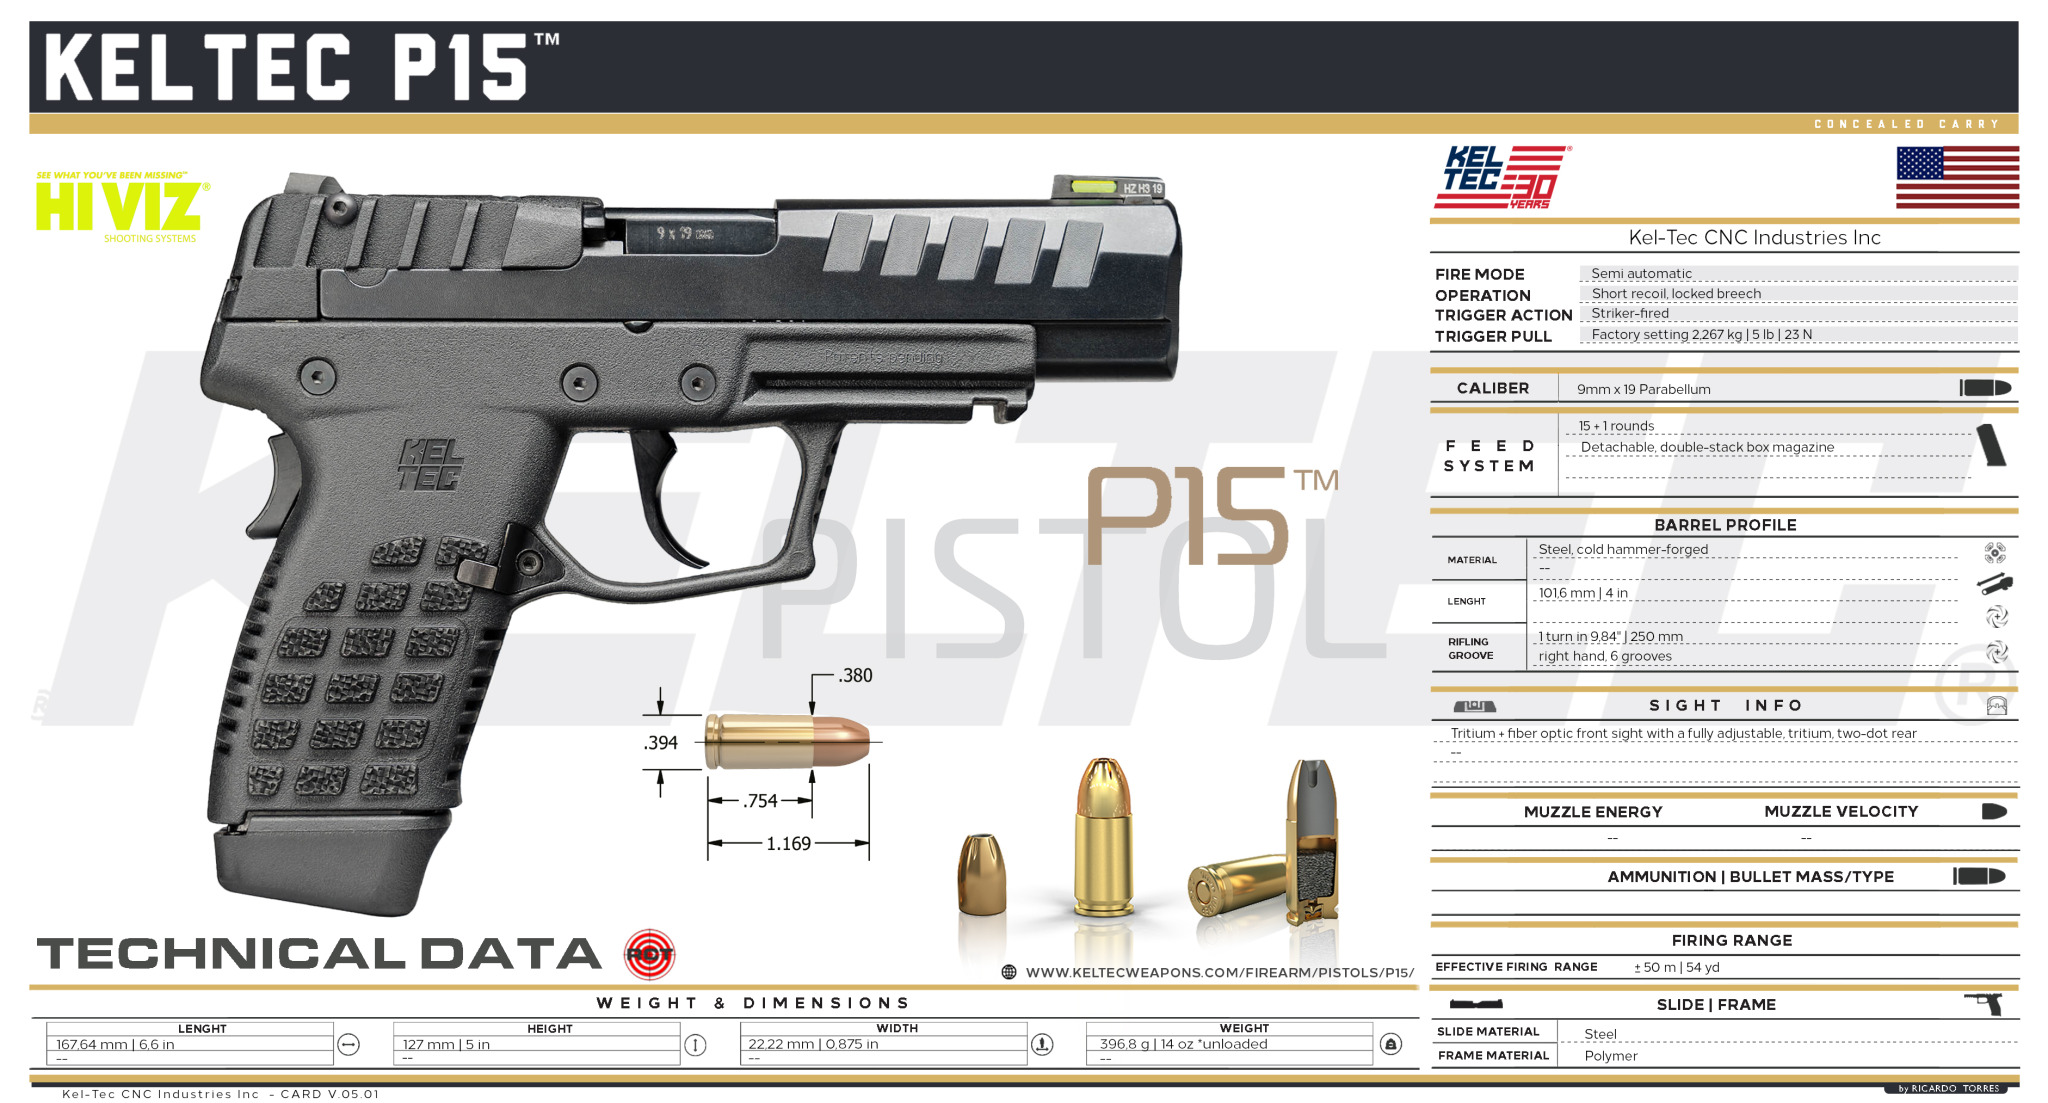 KELTEC P15™
CONCEALED CARRY
SEE WHAT YOU'VE BEEN MISSING™
HI VIZ®
SHOOTING SYSTEMS
HZ H3 19
9 x 19
Patents pending
KEL
TEC
KELTEC®
PISTOL
P15™
.380
.394
.754
1.169
KEL
TEC 30®
YEARS
Kel-Tec CNC Industries Inc
FIRE MODE Semi automatic
OPERATION Short recoil, locked breech
TRIGGER ACTION Striker-fired
TRIGGER PULL Factory setting 2,267 kg | 5 lb | 23 N
CALIBER 9mm x 19 Parabellum
FEED SYSTEM
15 + 1 rounds
Detachable, double-stack box magazine
BARREL PROFILE
MATERIAL Steel, cold hammer-forged
--
LENGHT 101.6 mm | 4 in
RIFLING GROOVE
1 turn in 9,84" | 250 mm
right hand, 6 grooves
SIGHT INFO
Tritium + fiber optic front sight with a fully adjustable, tritium, two-dot rear
--
MUZZLE ENERGY MUZZLE VELOCITY
-- --
AMMUNITION | BULLET MASS/TYPE
FIRING RANGE
EFFECTIVE FIRING RANGE ± 50 m | 54 yd
SLIDE | FRAME
SLIDE MATERIAL Steel
FRAME MATERIAL Polymer
by RICARDO TORRES
TECHNICAL DATA
RDT
WWW.KELTECWEAPONS.COM/FIREARM/PISTOLS/P15/
WEIGHT & DIMENSIONS
LENGHT HEIGHT WIDTH WEIGHT
167,64 mm | 6,6 in 127 mm | 5 in 22,22 mm | 0,875 in 396,8 g | 14 oz *unloaded
-- -- -- --
Kel-Tec CNC Industries Inc - CARD V.05.01